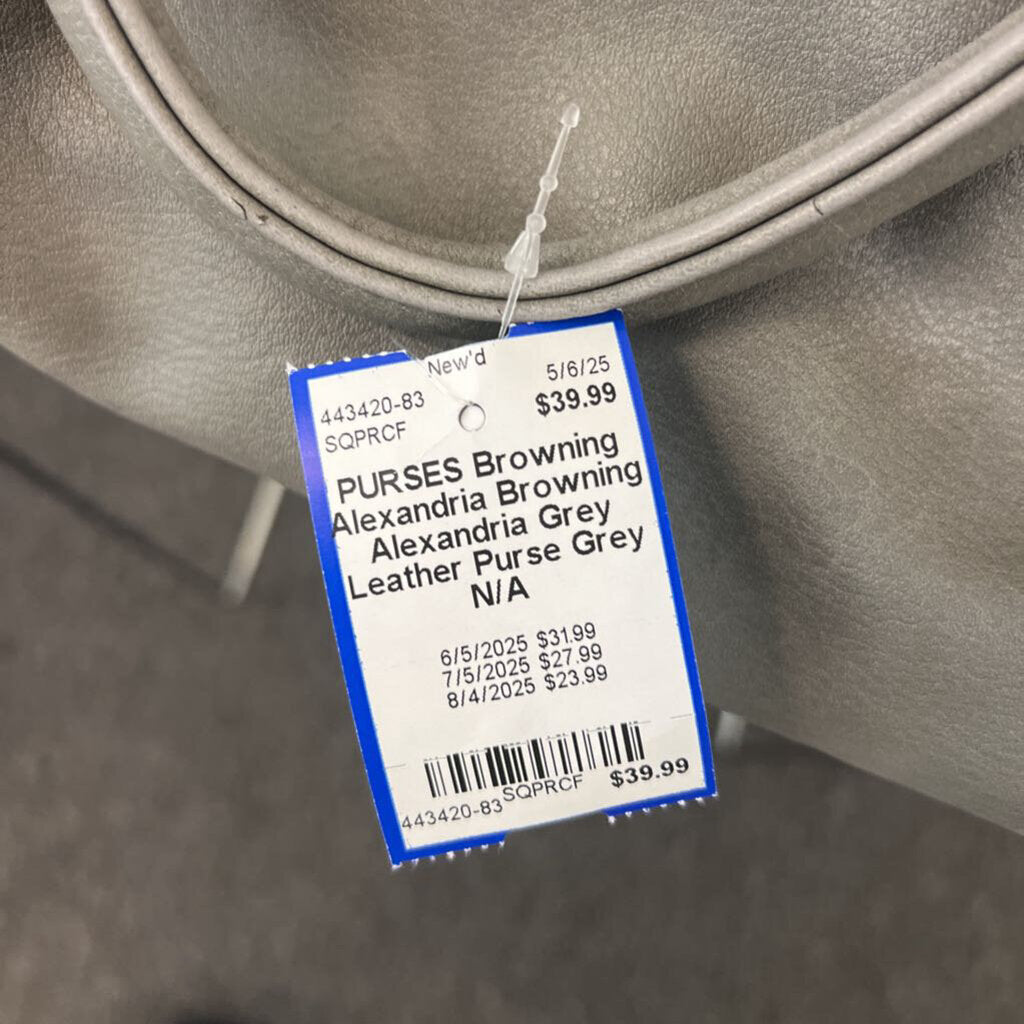 New'd
443420-83 5/6/25
SQPRCF $39.99
PURSES Browning
Alexandria Browning
Alexandria Grey
Leather Purse Grey
N/A
6/5/2025 $31.99
7/5/2025 $27.99
8/4/2025 $23.99
443420-83 SQPRCF $39.99